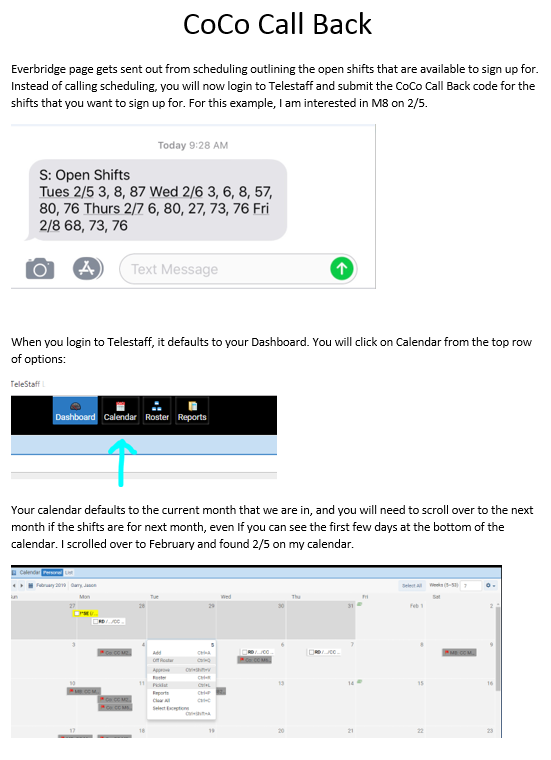 CoCo Call Back
Everbridge page gets sent out from scheduling outlining the open shifts that are available to sign up for.
Instead of calling scheduling, you will now login to Telestaff and submit the CoCo Call Back code for the
shifts that you want to sign up for. For this example, I am interested in M8 on 2/5.
Today 9:28 AM
S: Open Shifts
Tues 2/5 3, 8, 87 Wed 2/6 3, 6, 8, 57,
80, 76 Thurs 2/7 6, 80, 27, 73, 76 Fri
2/8 68, 73, 76
Text Message
When you login to Telestaff, it defaults to your Dashboard. You will click on Calendar from the top row
of options:
TeleStaff
Dashboard Calendar Roster Reports
Your calendar defaults to the current month that we are in, and you will need to scroll over to the next
month if the shifts are for next month, even If you can see the first few days at the bottom of the
calendar. I scrolled over to February and found 2/5 on my calendar.
Calendar Personal List
February 2019 Garry, Jason Select All Weeks (5-53) 7
un Mon Tue Wed Thu Fri Sat
27 28 29 30 31 Feb 1 2
RD /.../CC...
3 4 5 6 7 8 9
Add Ctrl+A
RD /.../CC... RD /.../CC...
Off Roster Ctrl+O
Approve Ctrl+Shift+V
Roster Ctrl+R
Picklist Ctrl+L
10 11 12 13 14 15 16
Reports Ctrl+P
Clear All Ctrl+C
Select Exceptions
Ctrl+Shift+A
17 18 19 20 21 22 23